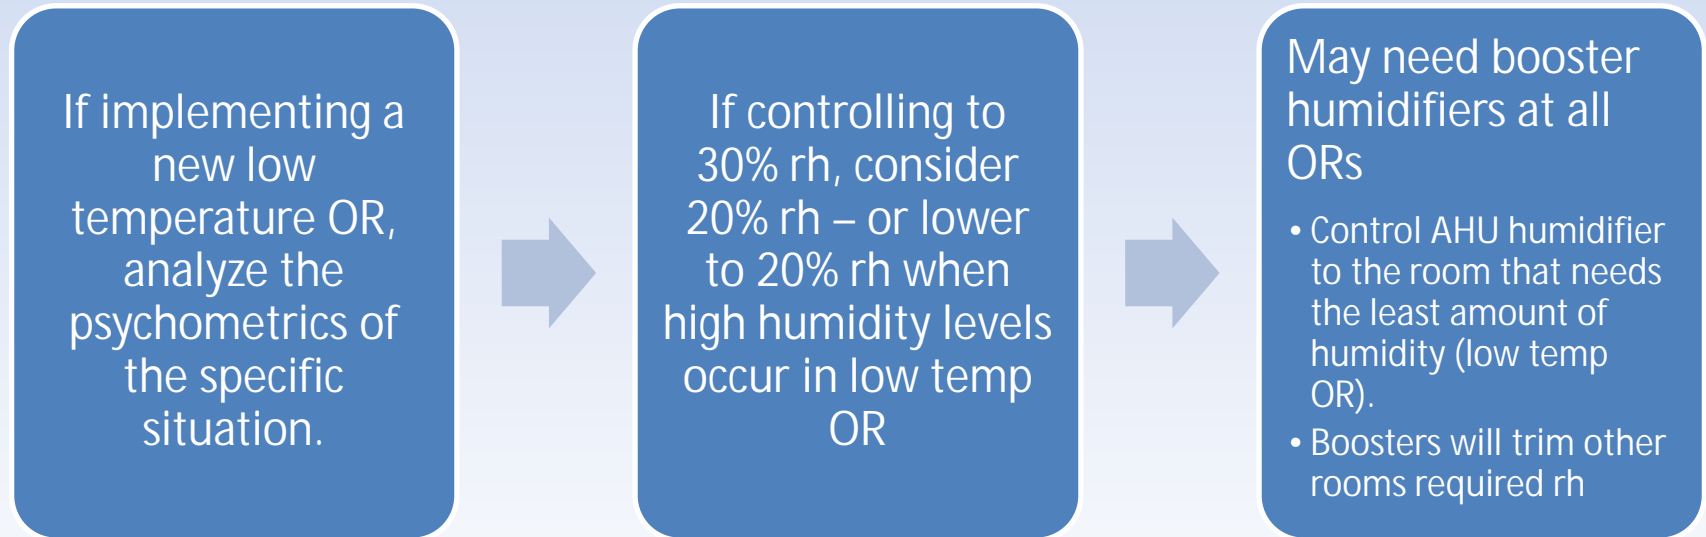 If implementing a
new low
temperature OR,
analyze the
psychometrics of
the specific
situation.
If controlling to
30% rh, consider
20% rh – or lower
to 20% rh when
high humidity levels
occur in low temp
OR
May need booster
humidifiers at all
ORs
• Control AHU humidifier
to the room that needs
the least amount of
humidity (low temp
OR).
• Boosters will trim other
rooms required rh